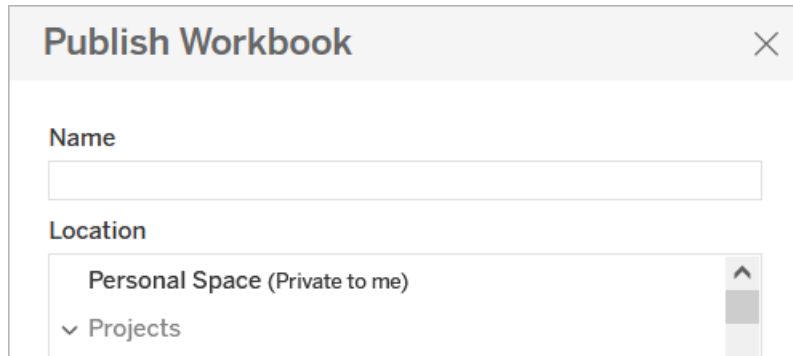 Publish Workbook
Name
Location
Personal Space (Private to me)
Projects